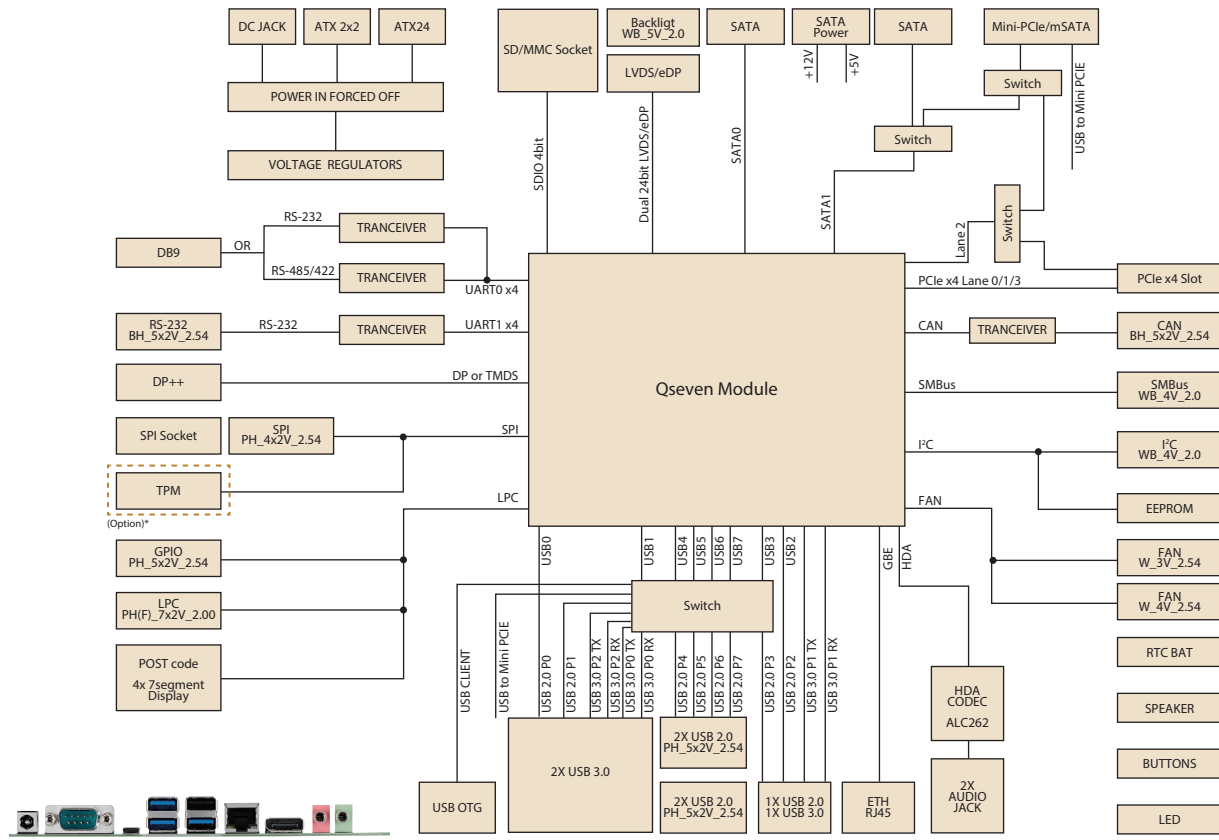 DC JACK
ATX 2x2
ATX24
POWER IN FORCED OFF
VOLTAGE REGULATORS
SD/MMC Socket
Backligt
WB_5V_2.0
LVDS/eDP
SATA
SATA
Power
+12V
+5V
SATA
Mini-PCIe/mSATA
Switch
USB to Mini PCIE
Switch
SDIO 4bit
Dual 24bit LVDS/eDP
SATA0
SATA1
Lane 2
Switch
DB9
OR
RS-232
TRANCEIVER
RS-485/422
TRANCEIVER
UART0 x4
RS-232
BH_5x2V_2.54
RS-232
TRANCEIVER
UART1 x4
DP++
DP or TMDS
SPI Socket
SPI
PH_4x2V_2.54
SPI
TPM
(Option)*
LPC
GPIO
PH_5x2V_2.54
LPC
PH(F)_7x2V_2.00
POST code
4x 7segment
Display
Qseven Module
PCIe x4 Lane 0/1/3
PCIe x4 Slot
CAN
TRANCEIVER
CAN
BH_5x2V_2.54
SMBus
SMBus
WB_4V_2.0
I²C
I²C
WB_4V_2.0
EEPROM
FAN
FAN
W_3V_2.54
FAN
W_4V_2.54
RTC BAT
SPEAKER
BUTTONS
LED
USB0
USB1
USB4
USB5
USB6
USB7
USB3
USB2
GBE
HDA
Switch
USB CLIENT
USB to Mini PCIE
USB 2.0 P0
USB 2.0 P1
USB 3.0 P2 TX
USB 3.0 P2 RX
USB 3.0 P0 TX
USB 3.0 P0 RX
USB 2.0 P4
USB 2.0 P5
USB 2.0 P6
USB 2.0 P7
USB 2.0 P3
USB 2.0 P2
USB 3.0 P1 TX
USB 3.0 P1 RX
HDA
CODEC
ALC262
USB OTG
2X USB 3.0
2X USB 2.0
PH_5x2V_2.54
2X USB 2.0
PH_5x2V_2.54
1X USB 2.0
1X USB 3.0
ETH
RJ45
2X
AUDIO
JACK